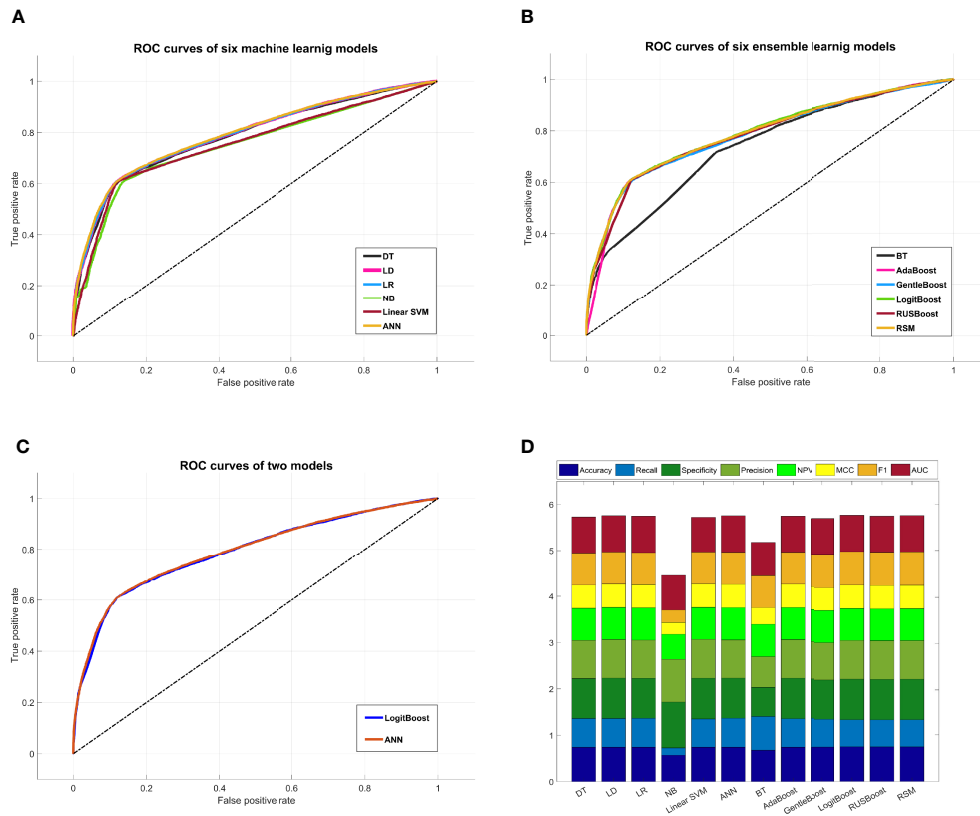 A
ROC curves of six machine learnig models
1
0.8
0.6
0.4
0.2
0
True positive rate
DT
LD
LR
ND
Linear SVM
ANN
0 0.2 0.4 0.6 0.8 1
False positive rate
B
ROC curves of six ensemble learnig models
1
0.8
0.6
0.4
0.2
0
True positive rate
BT
AdaBoost
GentleBoost
LogitBoost
RUSBoost
RSM
0 0.2 0.4 0.6 0.8 1
False positive rate
C
ROC curves of two models
1
0.8
0.6
0.4
0.2
0
True positive rate
LogitBoost
ANN
0 0.2 0.4 0.6 0.8 1
False positive rate
D
Accuracy Recall Specificity Precision NPV MCC F1 AUC
6
5
4
3
2
1
0
DT LD LR NB Linear SVM ANN BT AdaBoost GentleBoost LogitBoost RUSBoost RSM